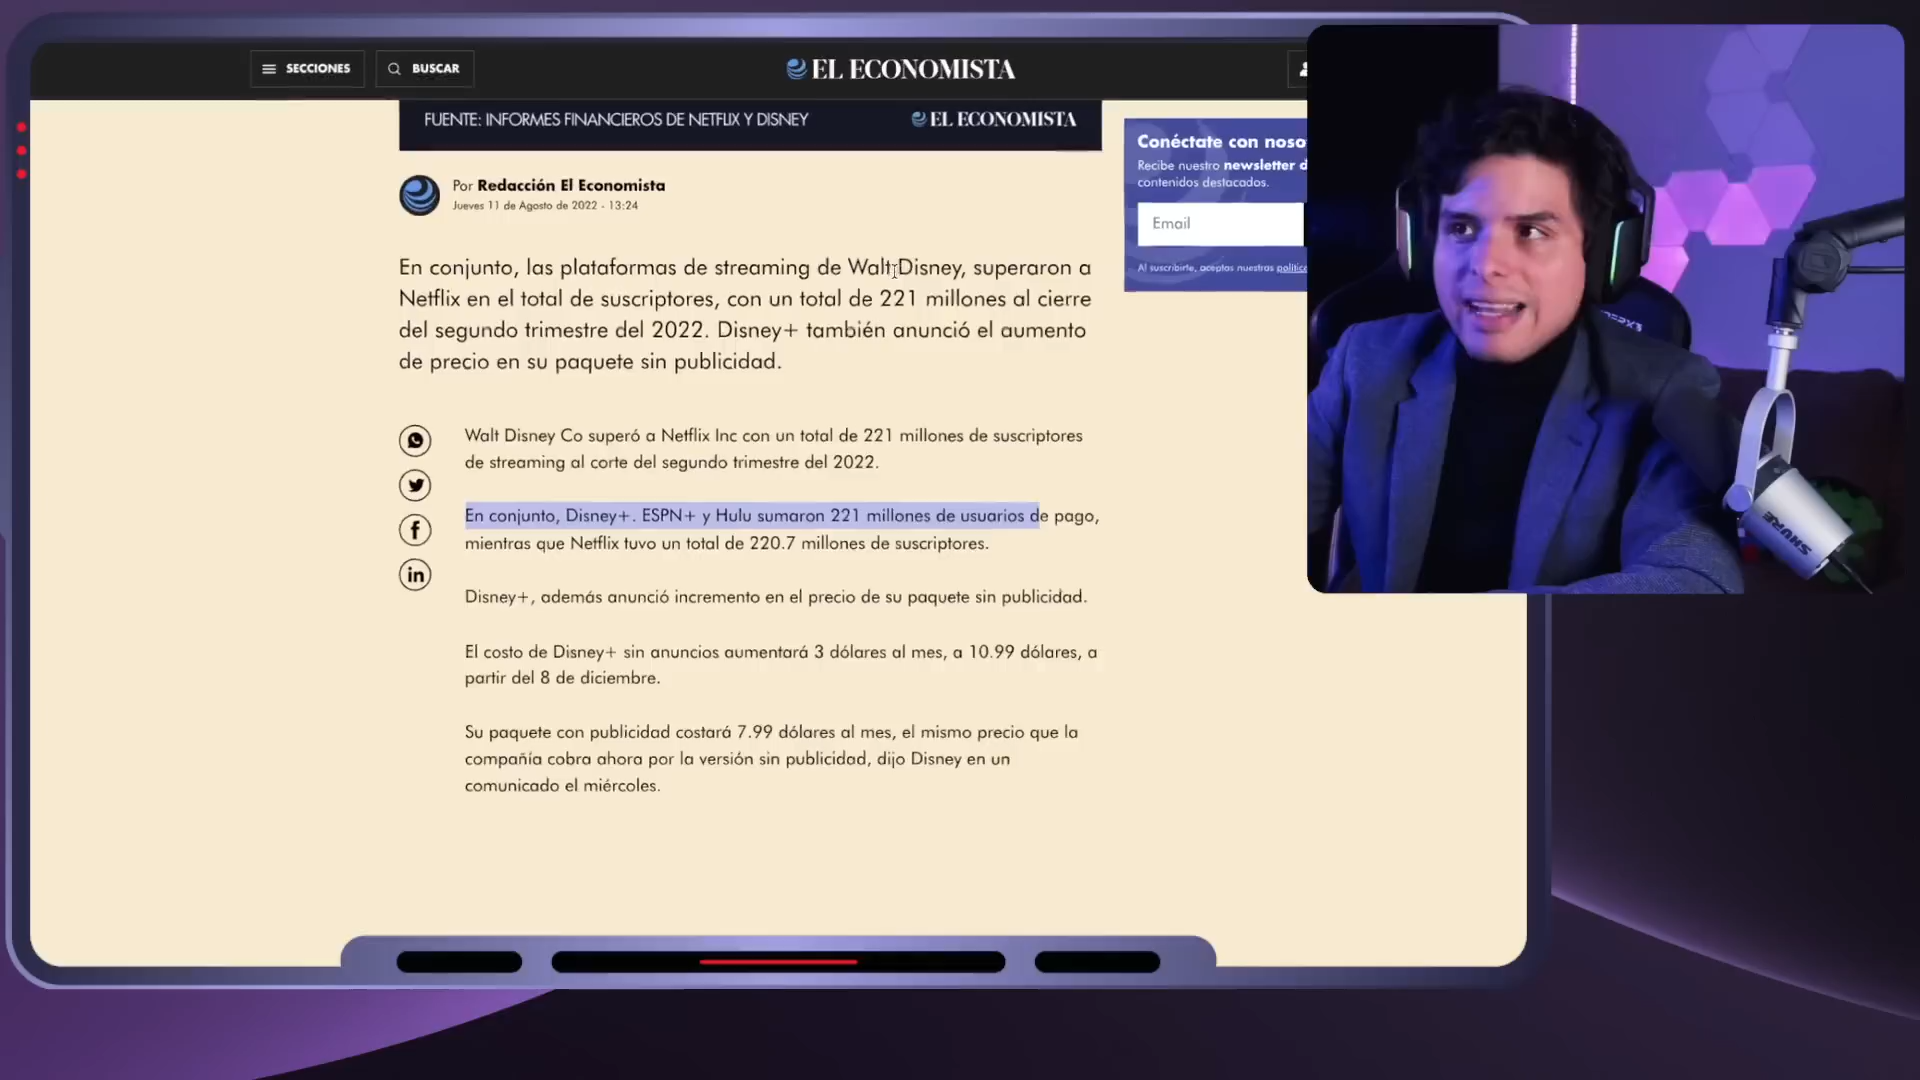 SECCIONES
BUSCAR
EL ECONOMISTA
FUENTE: INFORMES FINANCIEROS DE NETFLIX Y DISNEY
EL ECONOMISTA
Por Redacción El Economista
Jueves 11 de Agosto de 2022 - 13:24
En conjunto, las plataformas de streaming de Walt Disney, superaron a
Netflix en el total de suscriptores, con un total de 221 millones al cierre
del segundo trimestre del 2022. Disney+ también anunció el aumento
de precio en su paquete sin publicidad.
Walt Disney Co superó a Netflix Inc con un total de 221 millones de suscriptores
de streaming al corte del segundo trimestre del 2022.
En conjunto, Disney+. ESPN+ y Hulu sumaron 221 millones de usuarios de pago,
mientras que Netflix tuvo un total de 220.7 millones de suscriptores.
Disney+, además anunció incremento en el precio de su paquete sin publicidad.
El costo de Disney+ sin anuncios aumentará 3 dólares al mes, a 10.99 dólares, a
partir del 8 de diciembre.
Su paquete con publicidad costará 7.99 dólares al mes, el mismo precio que la
compañía cobra ahora por la versión sin publicidad, dijo Disney en un
comunicado el miércoles.
Conéctate con noso
Recibe nuestro newsletter d
contenidos destacados.
Email
Al suscribirte, aceptas nuestras política
SHURE